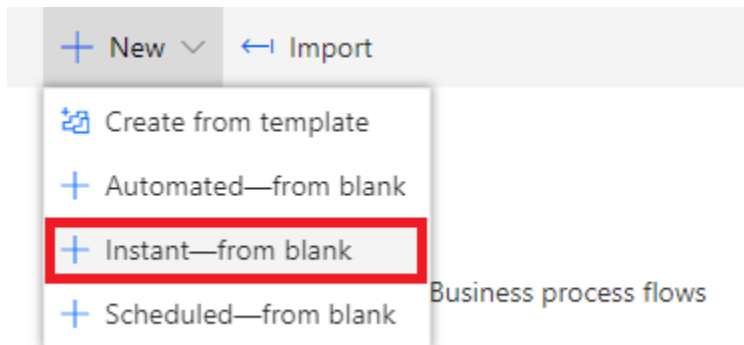 New
Import
Create from template
Automated—from blank
Instant—from blank
Business process flows
Scheduled—from blank